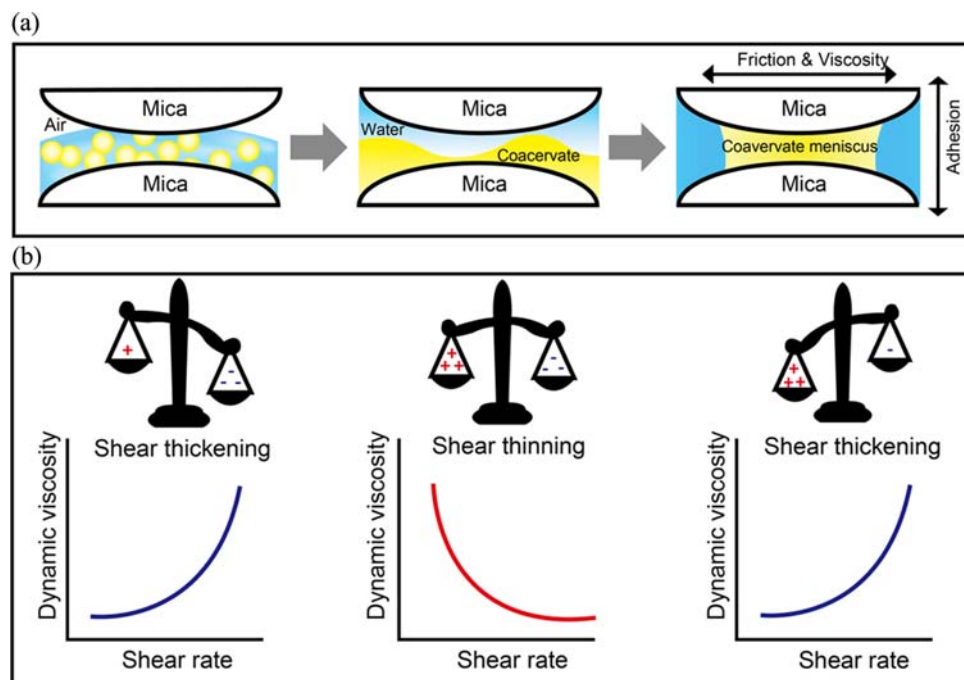 (a)
Friction & Viscosity
Mica
Mica
Mica
Air
Water
Coacervate
Coavervate meniscus
Adhesion
Mica
Mica
Mica
(b)
+
- - -
+ + +
- - -
+ + +
-
Shear thickening
Shear thinning
Shear thickening
Dynamic viscosity
Dynamic viscosity
Dynamic viscosity
Shear rate
Shear rate
Shear rate